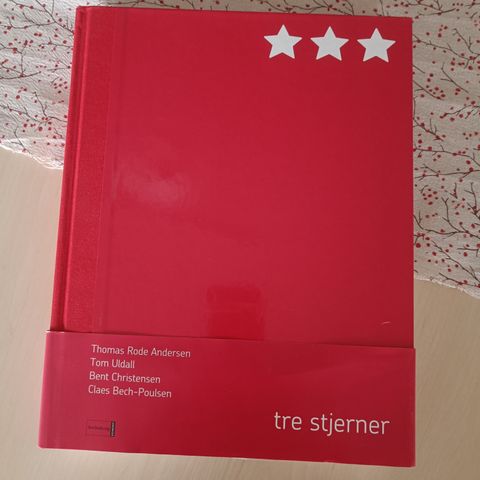 Thomas Rode Andersen
Tom Uldall
Bent Christensen
Claes Bech-Poulsen
tre stjerner